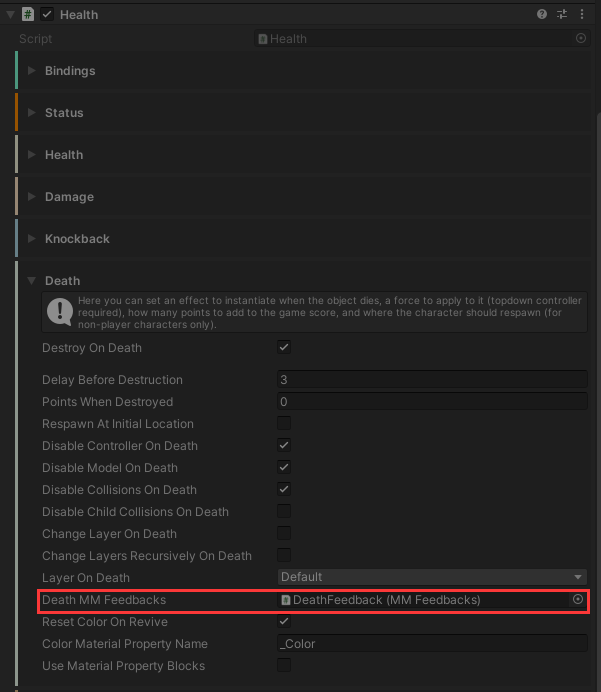 Health
Script
Health
Bindings
Status
Health
Damage
Knockback
Death
Here you can set an effect to instantiate when the object dies, a force to apply to it (topdown controller
required), how many points to add to the game score, and where the character should respawn (for
non-player characters only).
Destroy On Death
Delay Before Destruction 3
Points When Destroyed 0
Respawn At Initial Location
Disable Controller On Death
Disable Model On Death
Disable Collisions On Death
Disable Child Collisions On Death
Change Layer On Death
Change Layers Recursively On Death
Layer On Death Default
Death MM Feedbacks DeathFeedback (MM Feedbacks)
Reset Color On Revive
Color Material Property Name _Color
Use Material Property Blocks